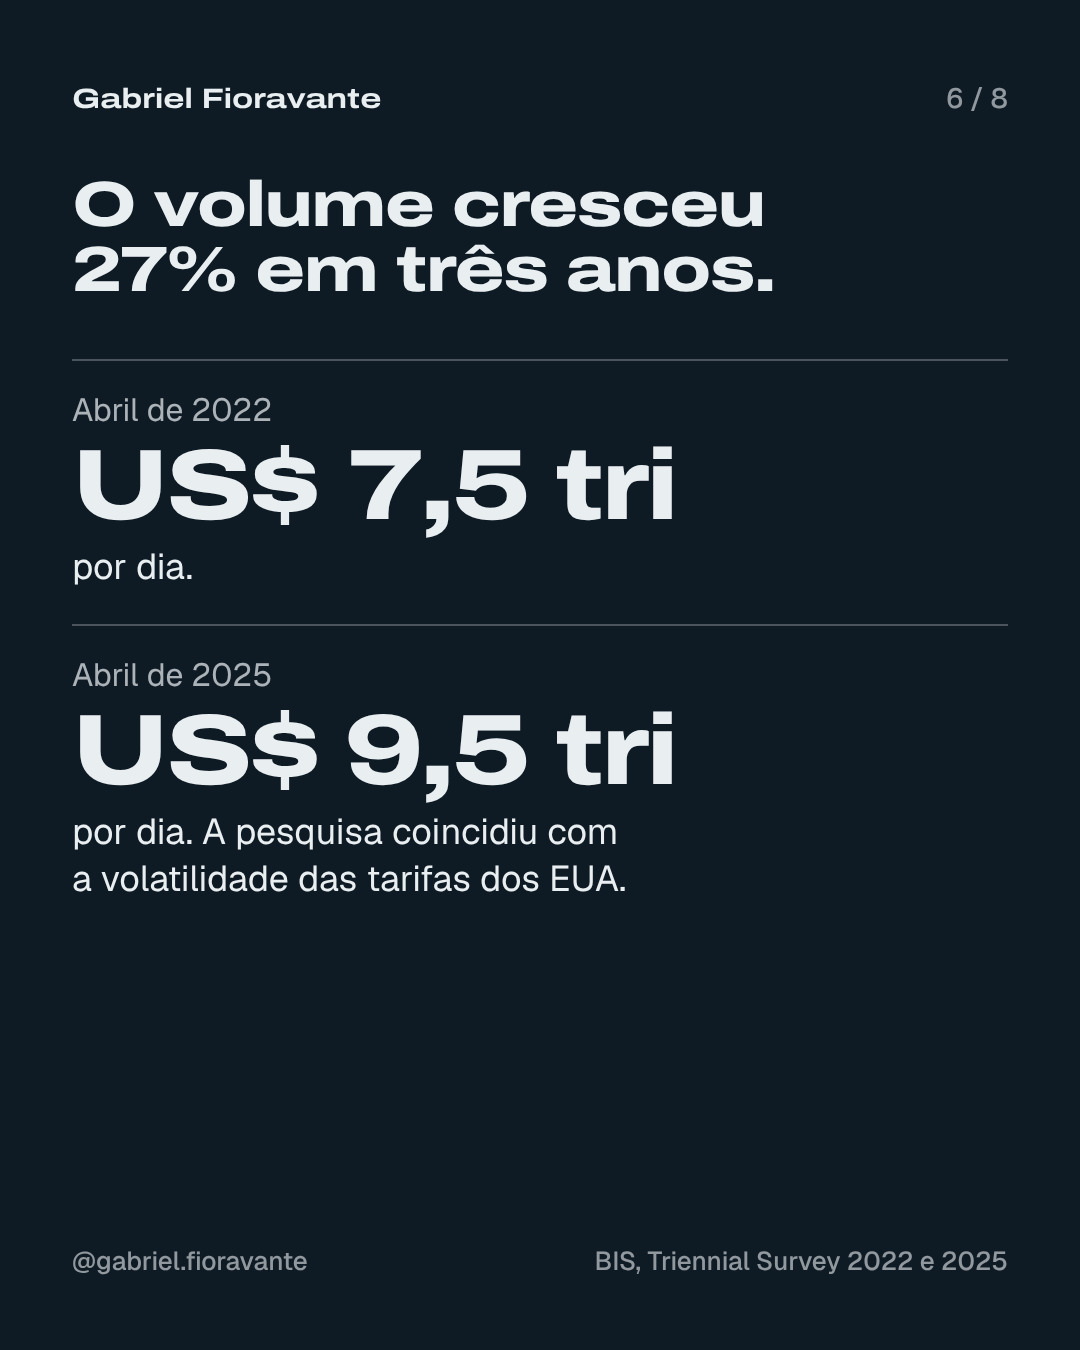 Gabriel Fioravante
6 / 8
O volume cresceu
27% em três anos.
Abril de 2022
US$ 7,5 tri
por dia.
Abril de 2025
US$ 9,5 tri
por dia. A pesquisa coincidiu com
a volatilidade das tarifas dos EUA.
@gabriel.fioravante
BIS, Triennial Survey 2022 e 2025